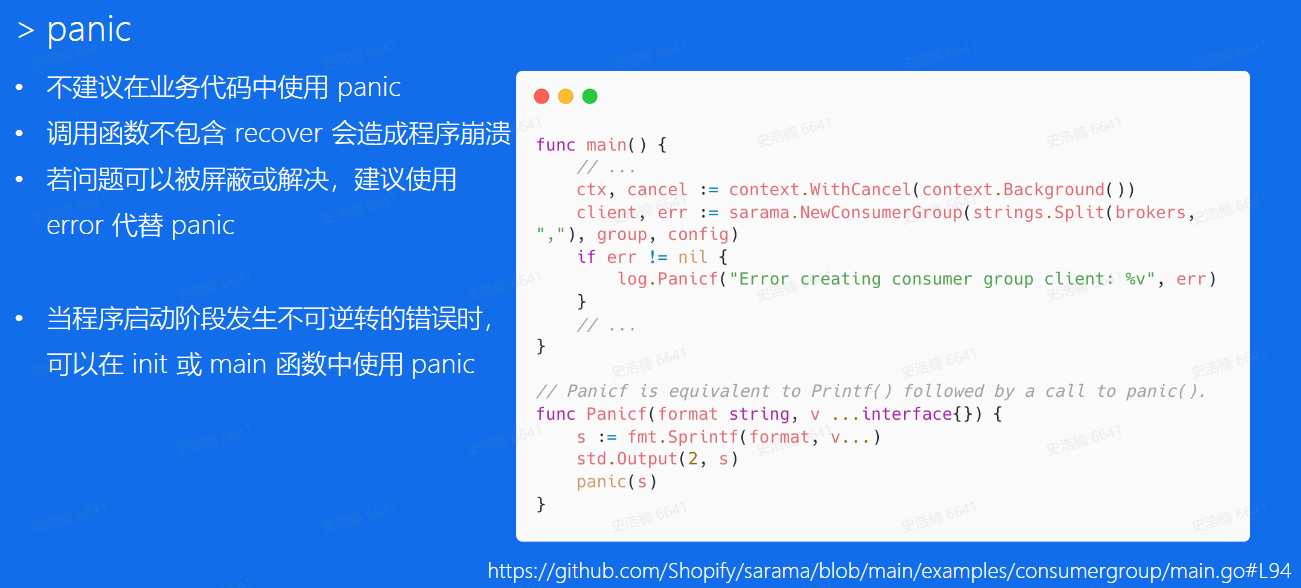 > panic
• 不建议在业务代码中使用 panic
• 调用函数不包含 recover 会造成程序崩溃
• 若问题可以被屏蔽或解决，建议使用
error 代替 panic
• 当程序启动阶段发生不可逆转的错误时，
可以在 init 或 main 函数中使用 panic
func main() {
    // ...
    ctx, cancel := context.WithCancel(context.Background())
    client, err := sarama.NewConsumerGroup(strings.Split(brokers,
","), group, config)
    if err != nil {
        log.Panicf("Error creating consumer group client: %v", err)
    }
    // ...
}
// Panicf is equivalent to Printf() followed by a call to panic().
func Panicf(format string, v ...interface{}) {
    s := fmt.Sprintf(format, v...)
    std.Output(2, s)
    panic(s)
}
https://github.com/Shopify/sarama/blob/main/examples/consumergroup/main.go#L94
史浩楠 6641